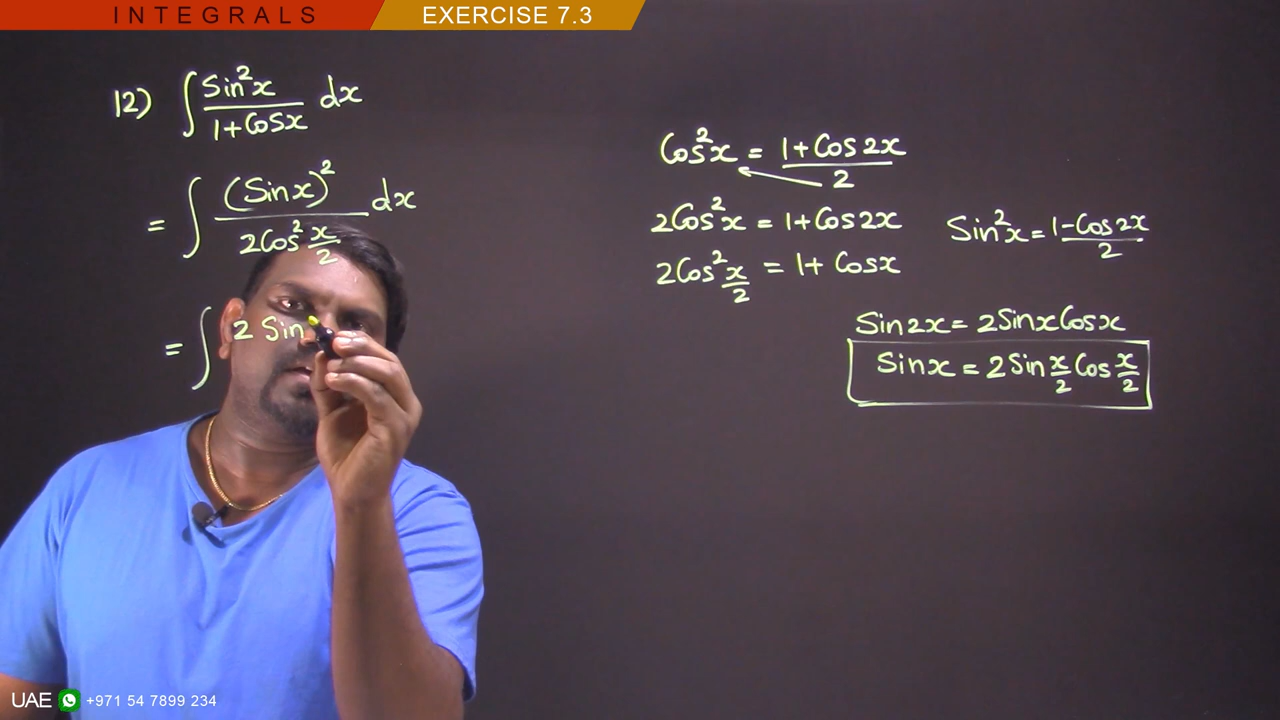 INTEGRALS EXERCISE 7.3
12) ∫ Sin²x / 1+Cosx dx
= ∫ (Sinx)² / 2Cos² x/2 dx
= ∫ 2 Sin
Cos²x = 1+Cos2x / 2
2Cos²x = 1+Cos2x
Sin²x = 1-Cos2x / 2
2Cos² x/2 = 1+ Cosx
Sin2x = 2SinxCosx
Sinx = 2Sin x/2 Cos x/2
UAE +971 54 7899 234